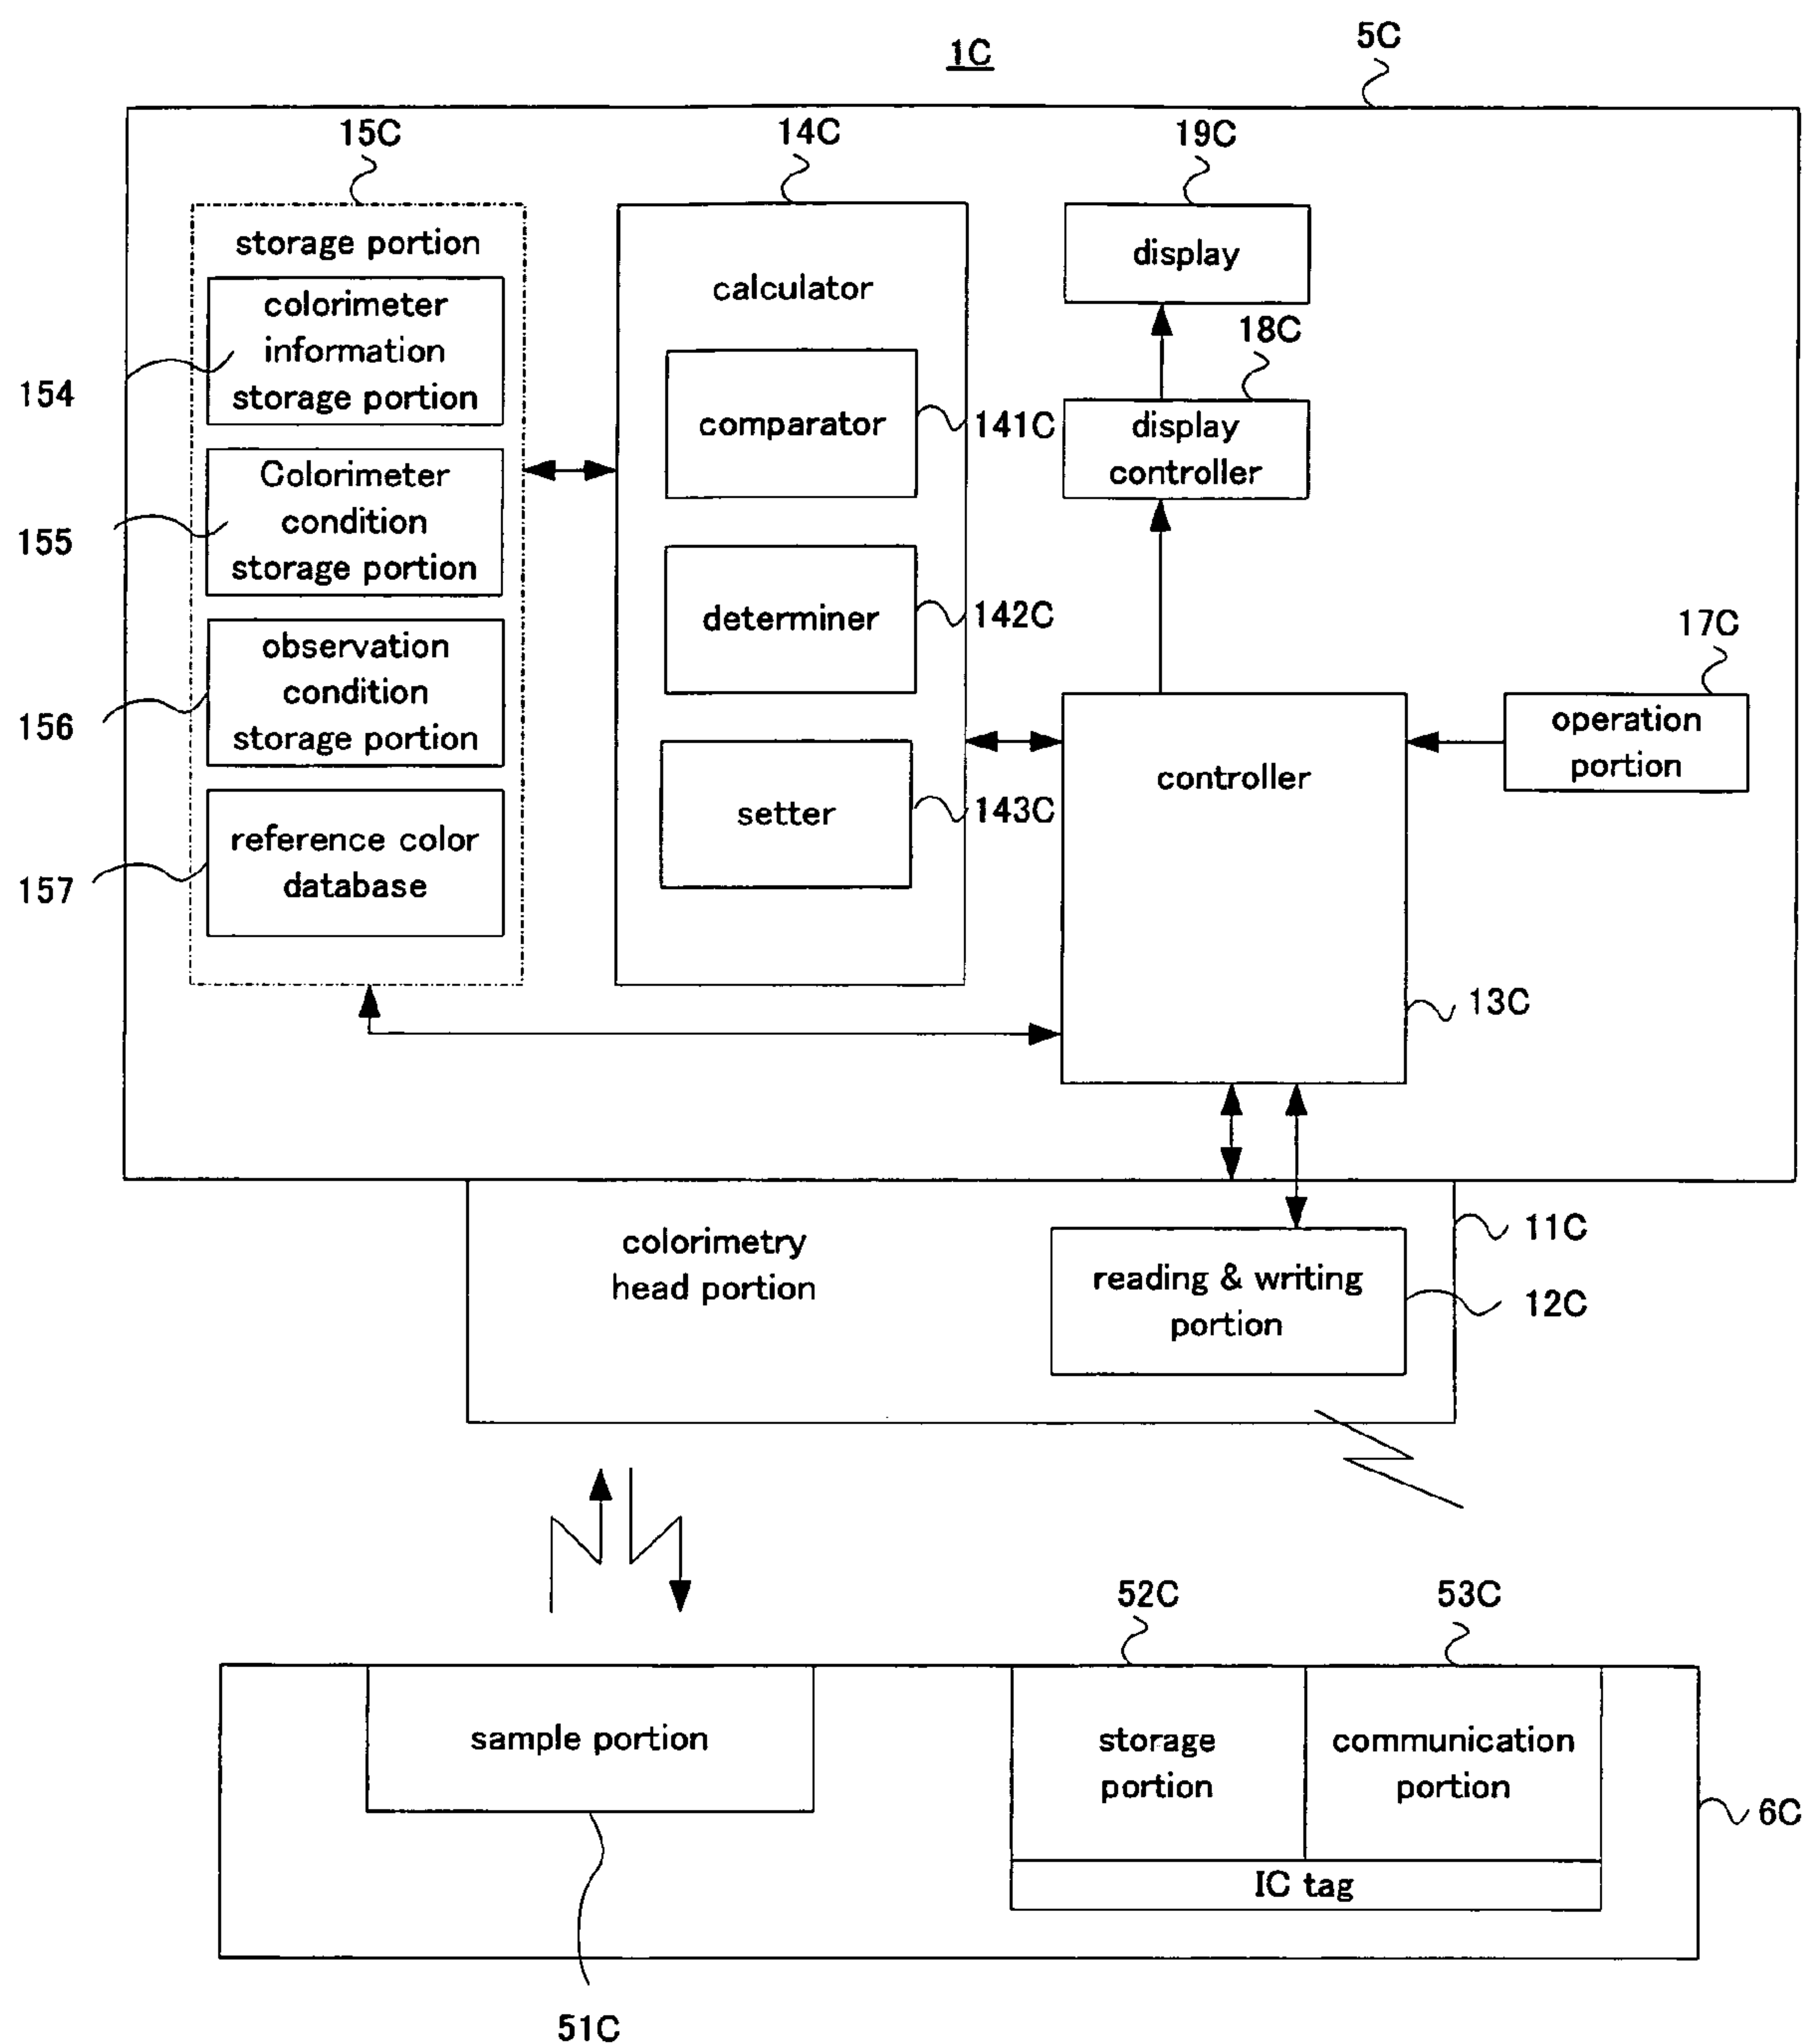 1C
5C
15C
14C
19C
storage portion
colorimeter
information
storage portion
154
Colorimeter
condition
storage portion
155
observation
condition
storage portion
156
reference color
database
157
calculator
comparator
141C
determiner
142C
setter
143C
display
18C
display
controller
17C
operation
portion
controller
13C
colorimetry
head portion
11C
reading & writing
portion
12C
52C
53C
sample portion
storage
portion
communication
portion
6C
IC tag
51C